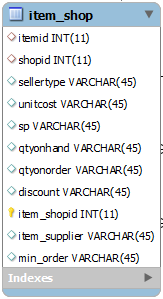 item_shop
itemid INT(11)
shopid INT(11)
sellertype VARCHAR(45)
unitcost VARCHAR(45)
sp VARCHAR(45)
qtyonhand VARCHAR(45)
qtyonorder VARCHAR(45)
discount VARCHAR(45)
item_shopid INT(11)
item_supplier VARCHAR(45)
min_order VARCHAR(45)
Indexes